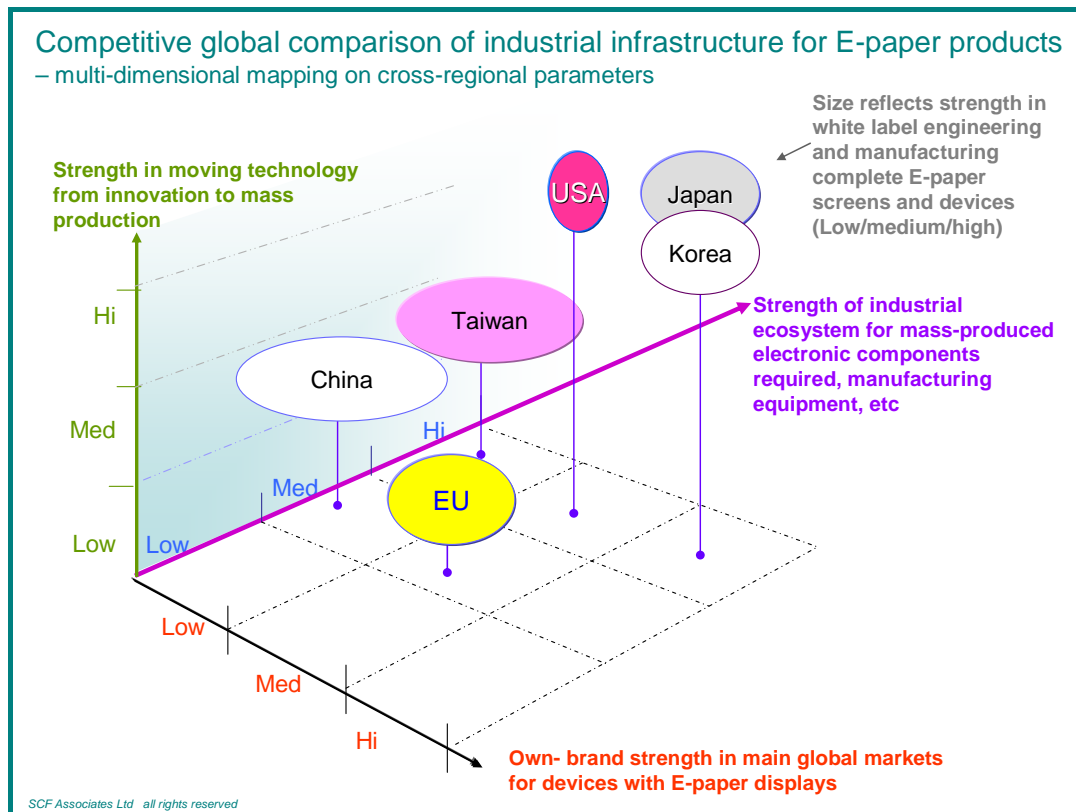 Competitive global comparison of industrial infrastructure for E-paper products
– multi-dimensional mapping on cross-regional parameters
Size reflects strength in
white label engineering
and manufacturing
complete E-paper
screens and devices
(Low/medium/high)
Strength in moving technology
from innovation to mass
production
USA
Japan
Korea
Hi
Taiwan
Strength of industrial
ecosystem for mass-produced
electronic components
required, manufacturing
equipment, etc
China
Med
Hi
Med
EU
Low
Low
Low
Med
Hi
Own- brand strength in main global markets
for devices with E-paper displays
SCF Associates Ltd all rights reserved